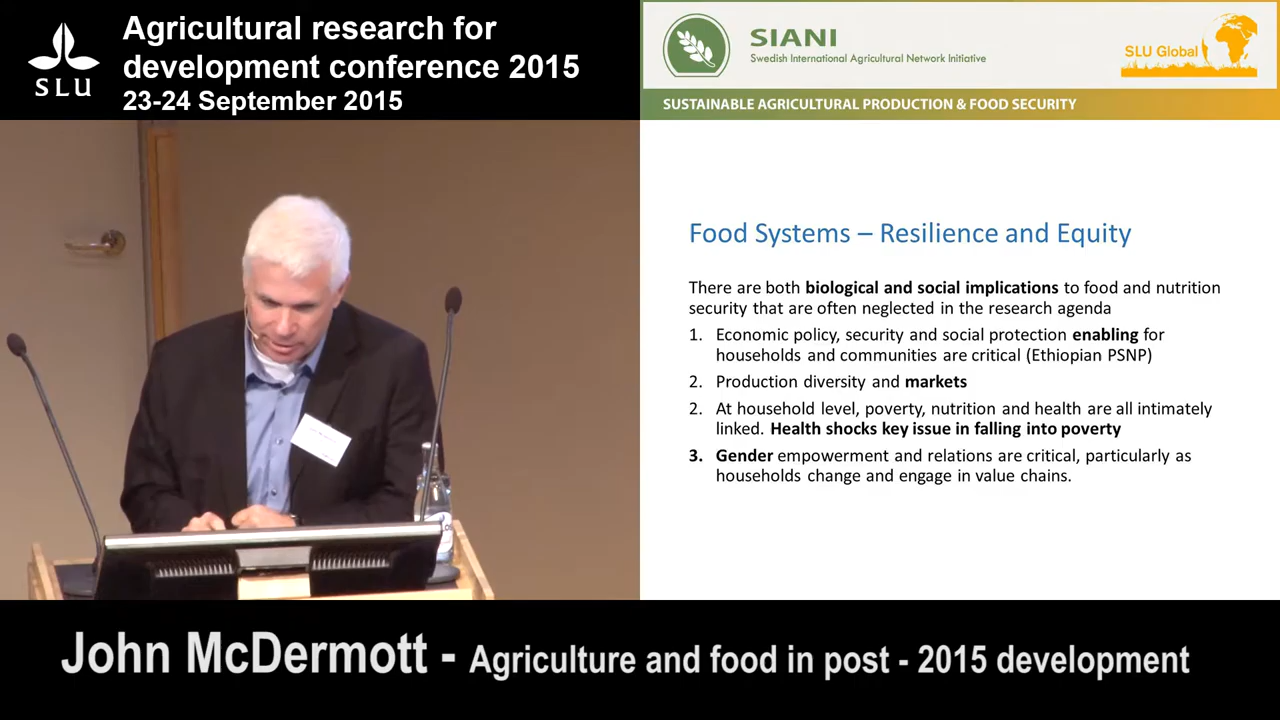 SLU
Agricultural research for
development conference 2015
23-24 September 2015
SIANI
Swedish International Agricultural Network Initiative
SLU Global
SUSTAINABLE AGRICULTURAL PRODUCTION & FOOD SECURITY
Food Systems – Resilience and Equity
There are both biological and social implications to food and nutrition
security that are often neglected in the research agenda
1. Economic policy, security and social protection enabling for
households and communities are critical (Ethiopian PSNP)
2. Production diversity and markets
2. At household level, poverty, nutrition and health are all intimately
linked. Health shocks key issue in falling into poverty
3. Gender empowerment and relations are critical, particularly as
households change and engage in value chains.
John McDermott - Agriculture and food in post - 2015 development